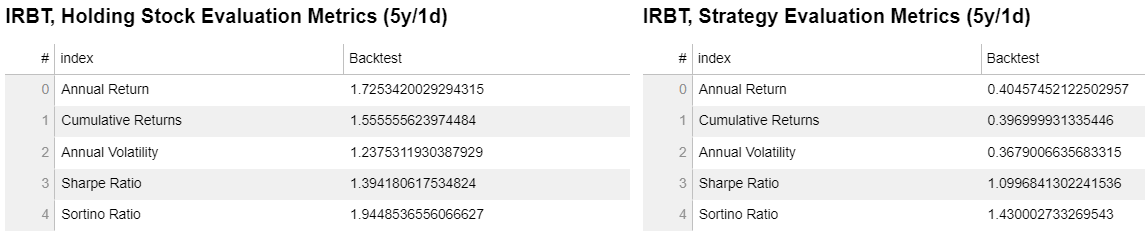 IRBT, Holding Stock Evaluation Metrics (5y/1d)
# index Backtest
0 Annual Return 1.7253420029294315
1 Cumulative Returns 1.555555623974484
2 Annual Volatility 1.2375311930387929
3 Sharpe Ratio 1.394180617534824
4 Sortino Ratio 1.9448536556066627
IRBT, Strategy Evaluation Metrics (5y/1d)
# index Backtest
0 Annual Return 0.40457452122502957
1 Cumulative Returns 0.396999931335446
2 Annual Volatility 0.3679006635683315
3 Sharpe Ratio 1.0996841302241536
4 Sortino Ratio 1.430002733269543